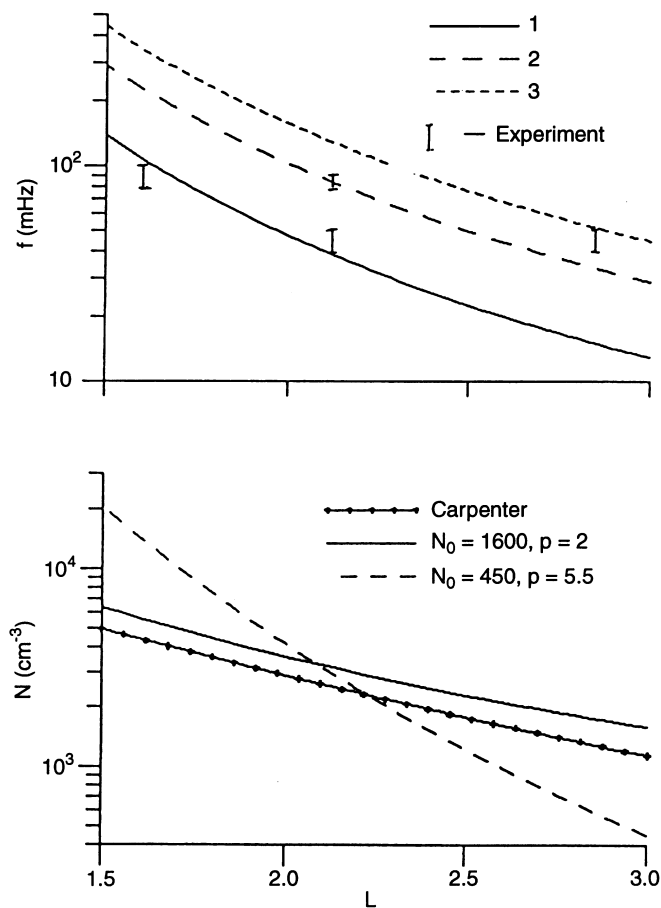 1
2
3
Experiment
10²
10
f (mHz)
Carpenter
N₀ = 1600, p = 2
N₀ = 450, p = 5.5
10⁴
10³
N (cm⁻³)
1.5 2.0 2.5 3.0
L